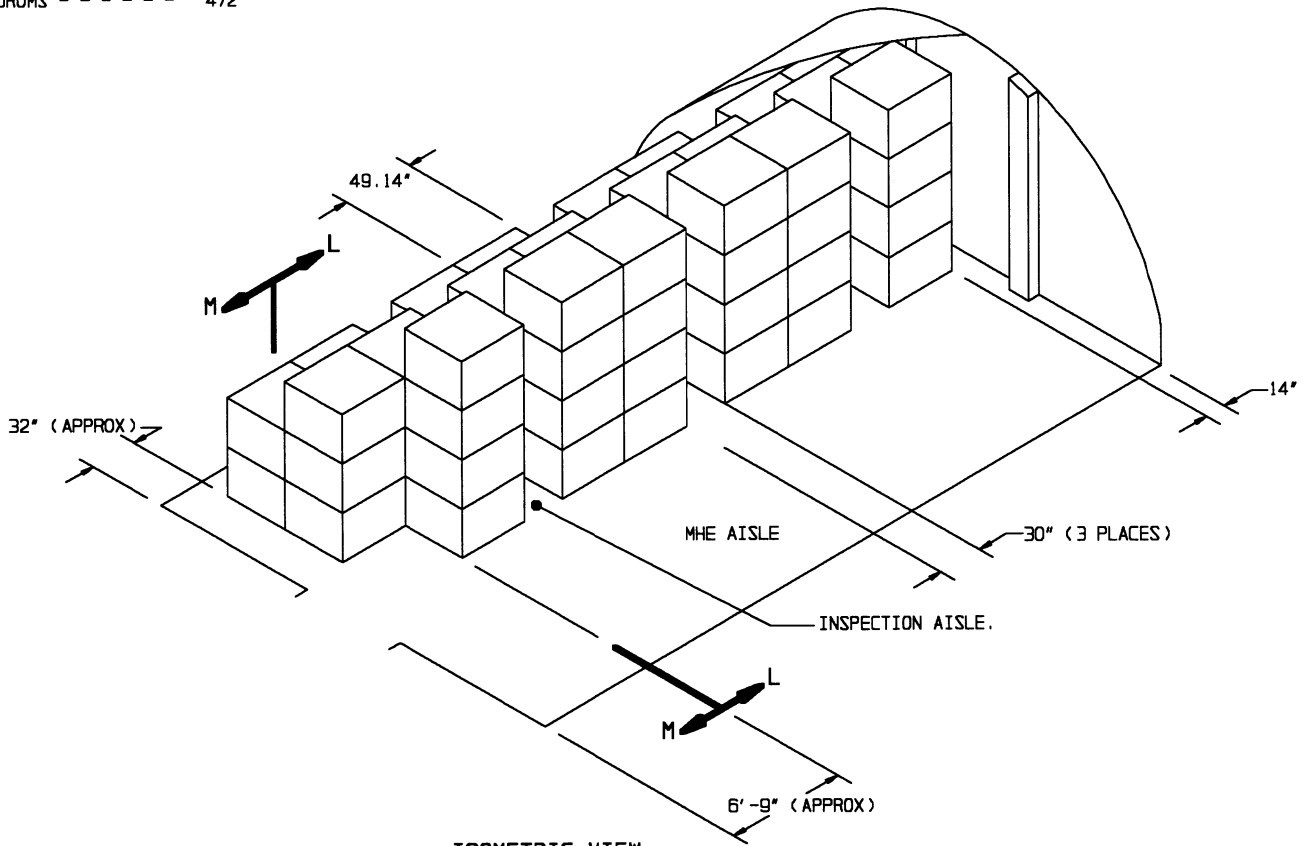 DRUMS - - - - - - 472
49.14"
L
M
32" (APPROX)
14"
MHE AISLE
30" (3 PLACES)
INSPECTION AISLE.
L
M
6'-9" (APPROX)
ISOMETRIC VIEW